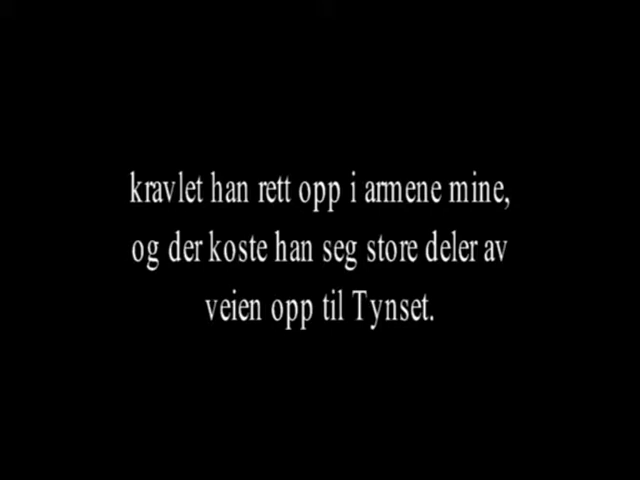 kravlet han rett opp i armene mine,
og der koste han seg store deler av
veien opp til Tynset.